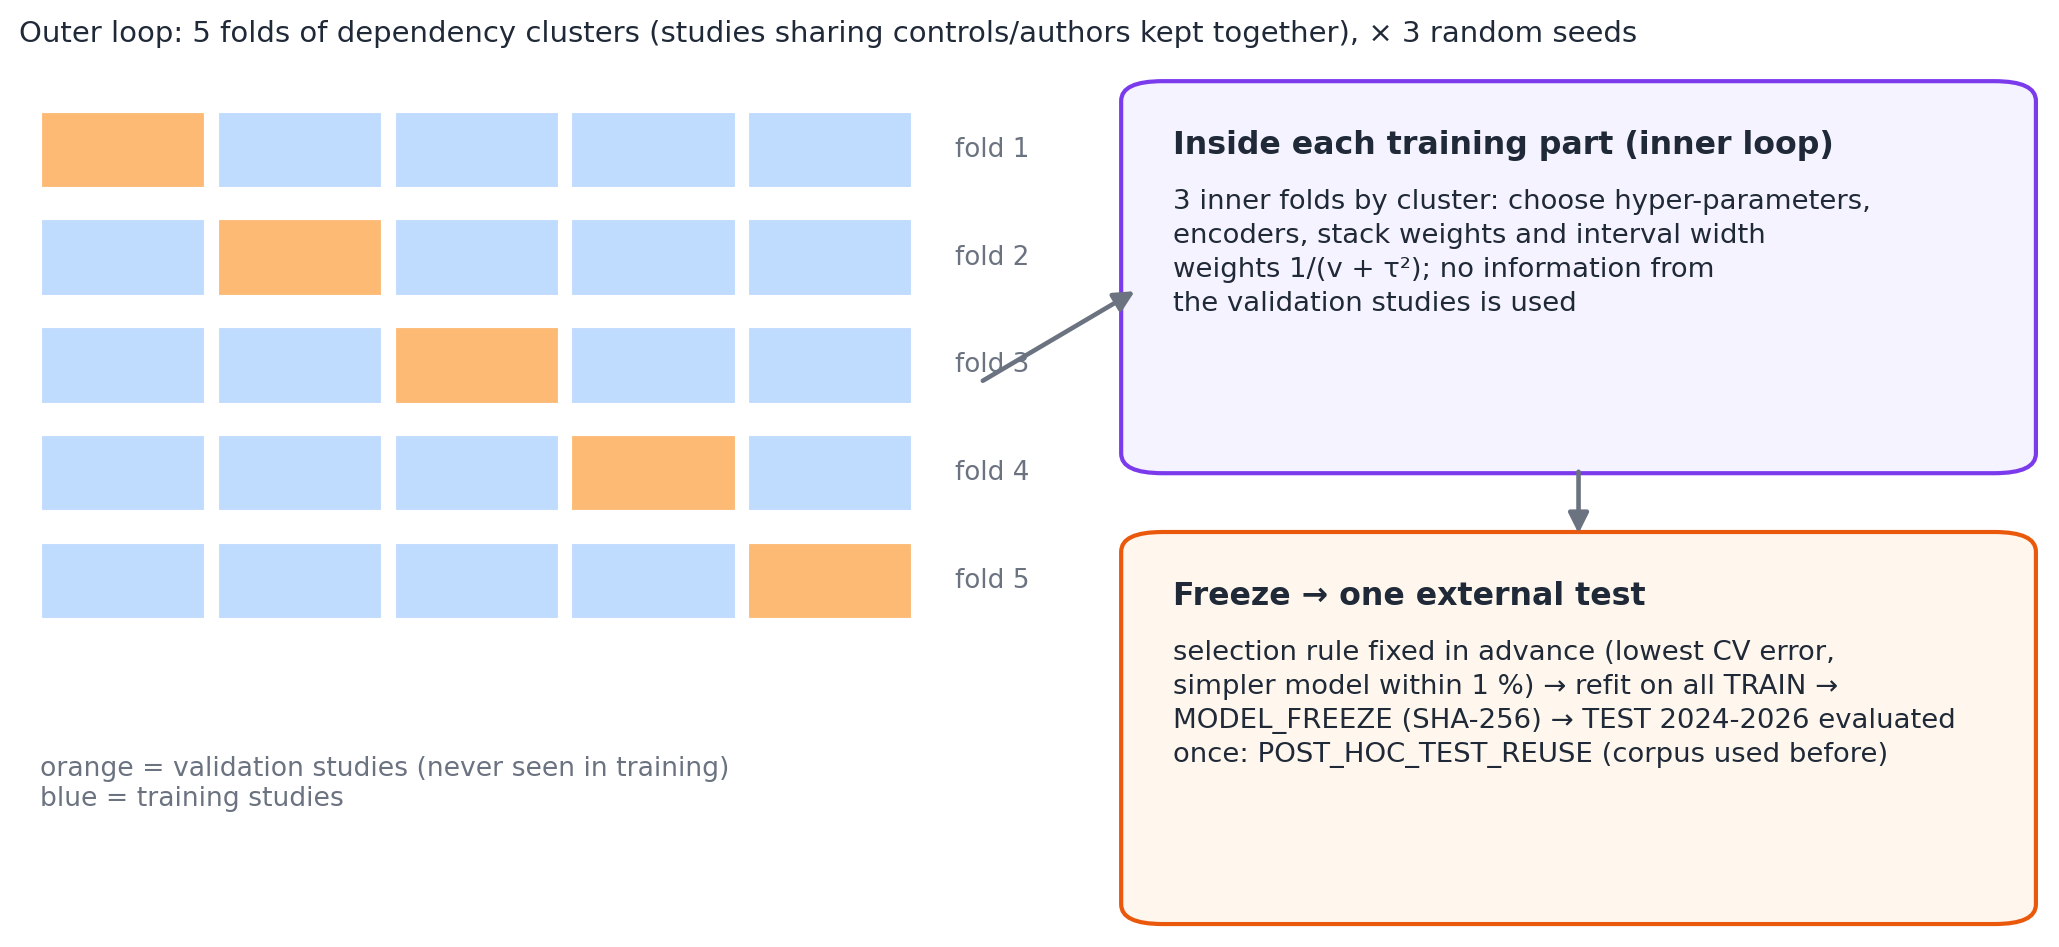 Outer loop: 5 folds of dependency clusters (studies sharing controls/authors kept together), × 3 random seeds
fold 1
fold 2
fold 3
fold 4
fold 5
orange = validation studies (never seen in training)
blue = training studies
Inside each training part (inner loop)
3 inner folds by cluster: choose hyper-parameters,
encoders, stack weights and interval width
weights 1/(v + τ²); no information from
the validation studies is used
Freeze → one external test
selection rule fixed in advance (lowest CV error,
simpler model within 1 %) → refit on all TRAIN →
MODEL_FREEZE (SHA-256) → TEST 2024-2026 evaluated
once: POST_HOC_TEST_REUSE (corpus used before)